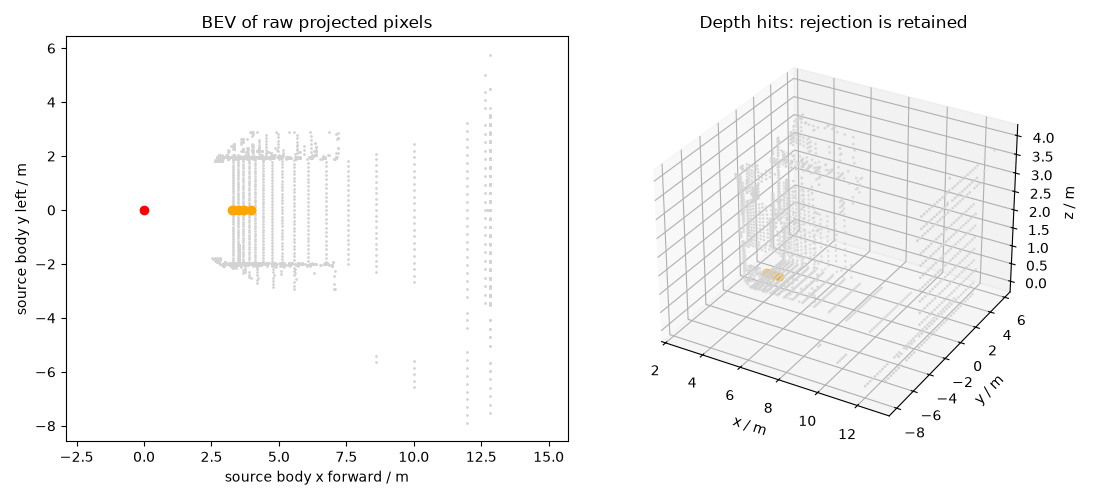 BEV of raw projected pixels
6
4
2
0
−2
−4
−6
−8
source body y left / m
−2.5 0.0 2.5 5.0 7.5 10.0 12.5 15.0
source body x forward / m
Depth hits: rejection is retained
4.0
3.5
3.0
2.5
2.0
1.5
1.0
0.5
0.0
z / m
6
4
2
0
−2
−4
−6
−8
y / m
2 4 6 8 10 12
x / m